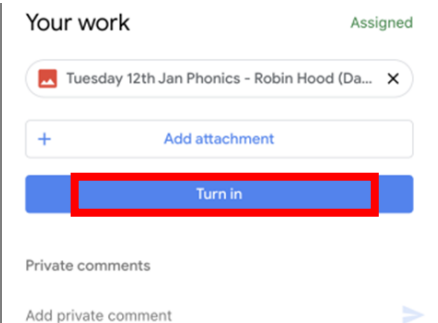 Your work
Assigned
Tuesday 12th Jan Phonics - Robin Hood (Da...
Add attachment
Turn in
Private comments
Add private comment